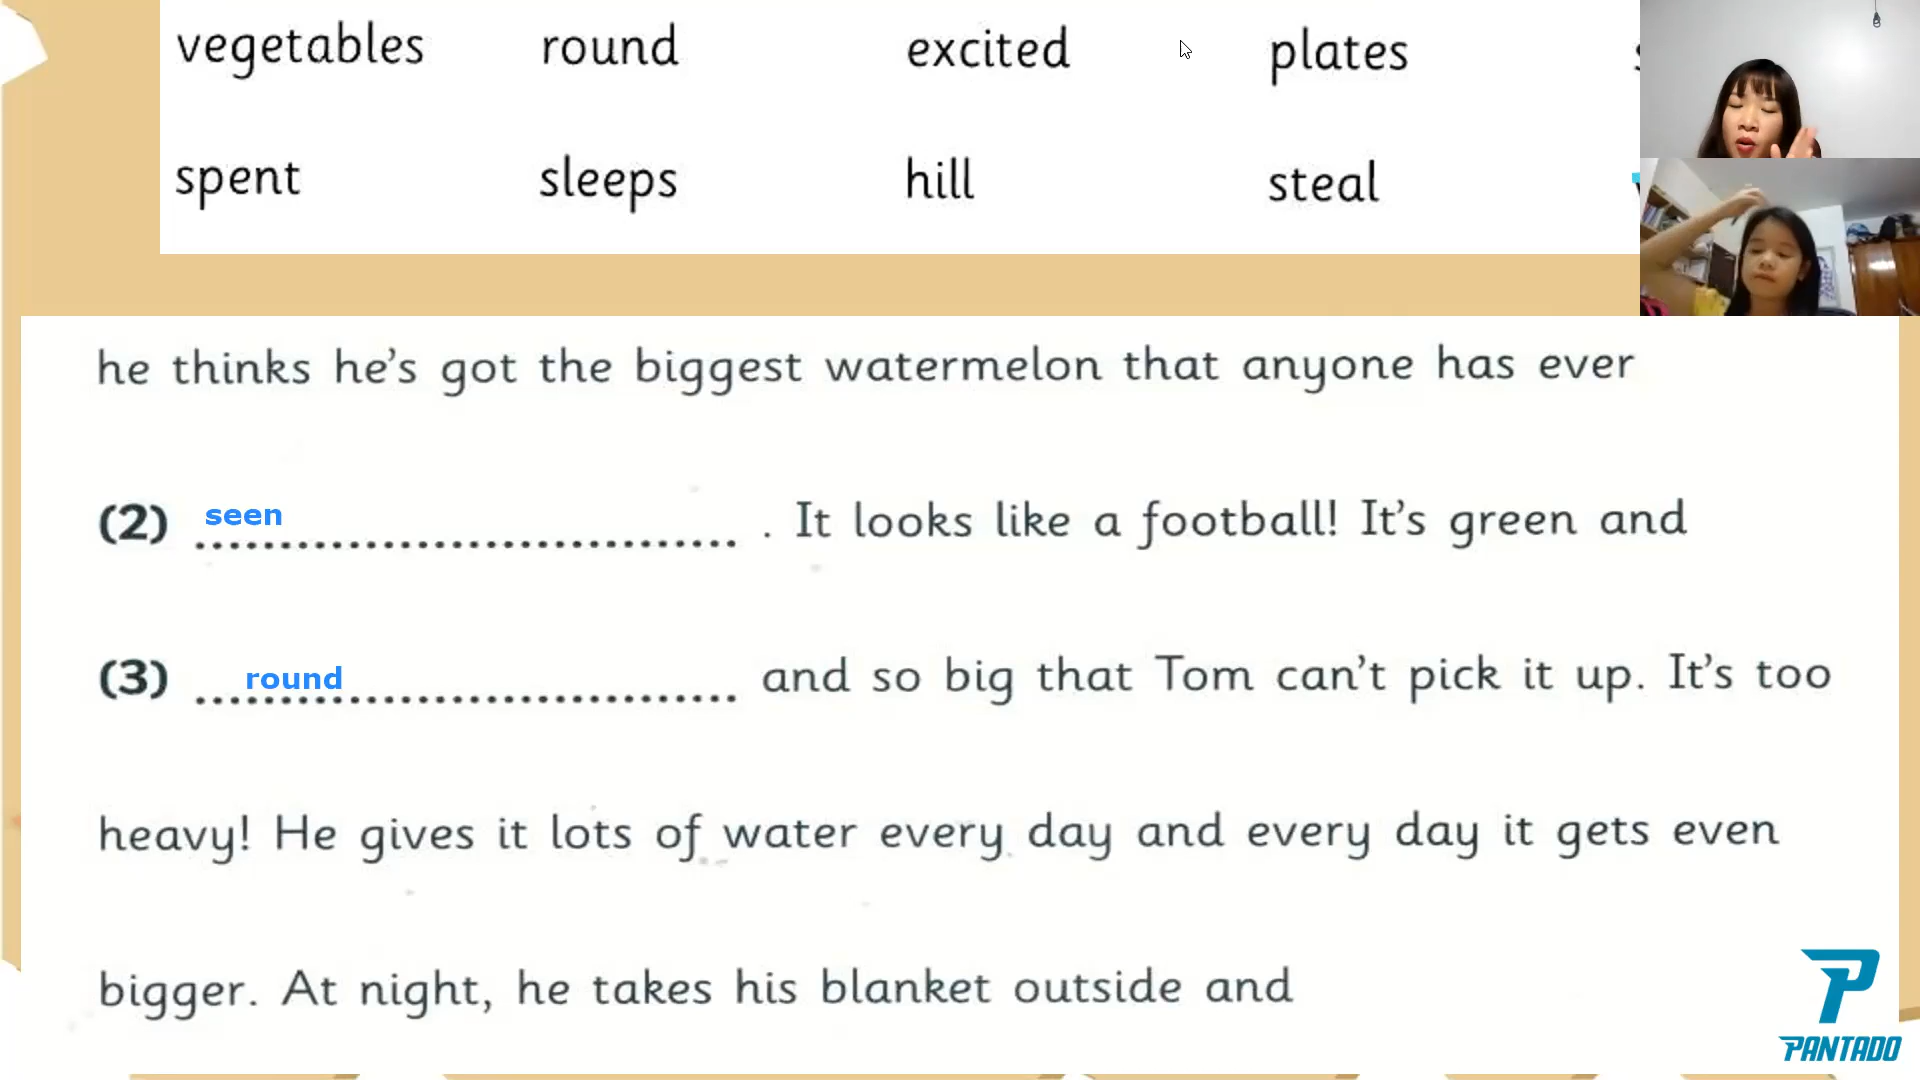 vegetables round excited plates
spent sleeps hill steal
he thinks he's got the biggest watermelon that anyone has ever
(2) seen . It looks like a football! It's green and
(3) round and so big that Tom can't pick it up. It's too
heavy! He gives it lots of water every day and every day it gets even
bigger. At night, he takes his blanket outside and
PANTADO